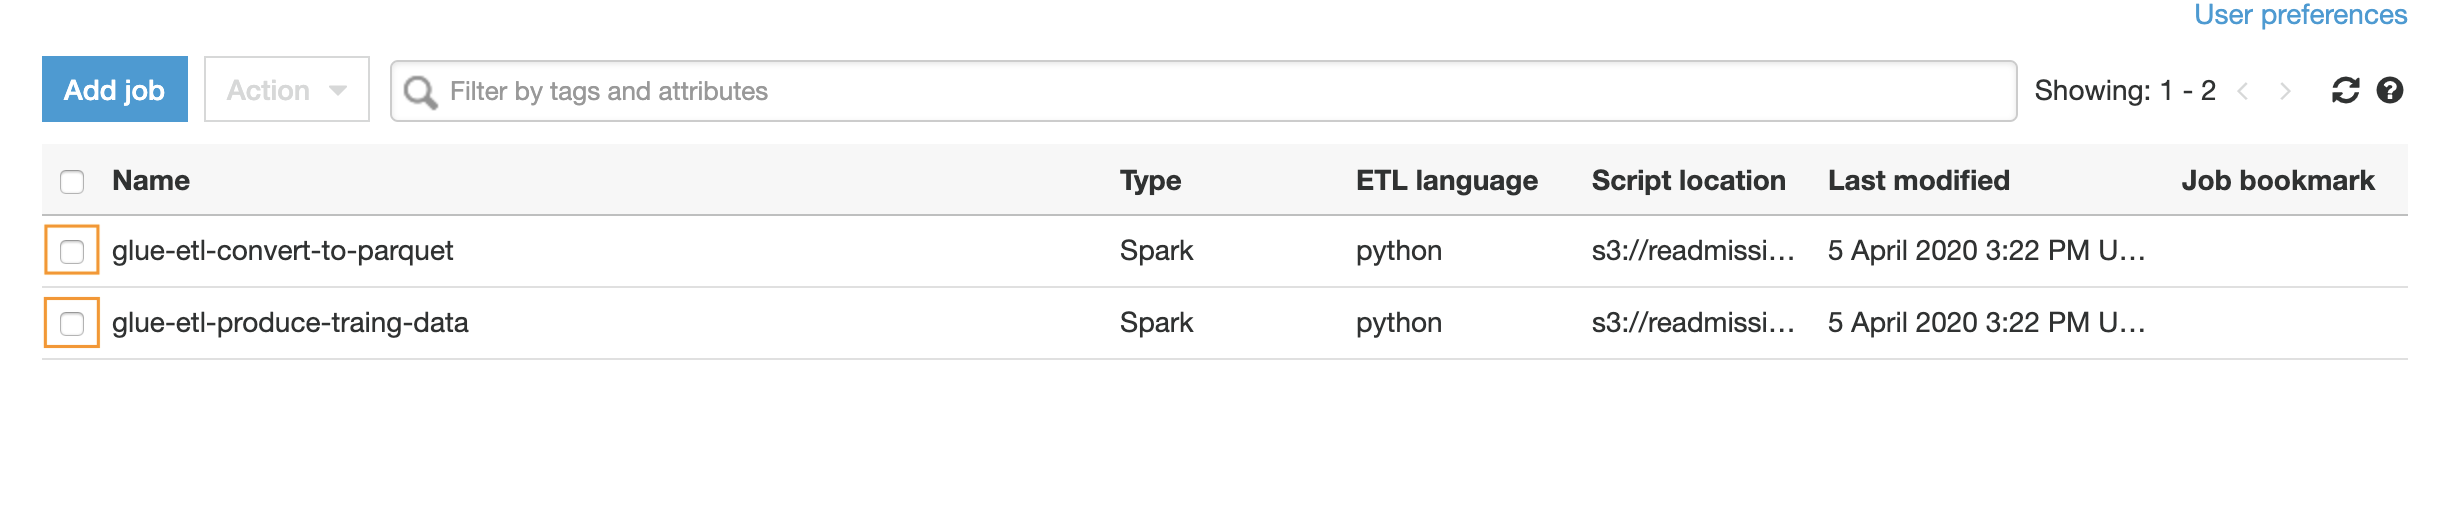 User preferences
Add job Action Filter by tags and attributes Showing: 1 - 2
Name Type ETL language Script location Last modified Job bookmark
glue-etl-convert-to-parquet Spark python s3://readmissi... 5 April 2020 3:22 PM U...
glue-etl-produce-traing-data Spark python s3://readmissi... 5 April 2020 3:22 PM U...